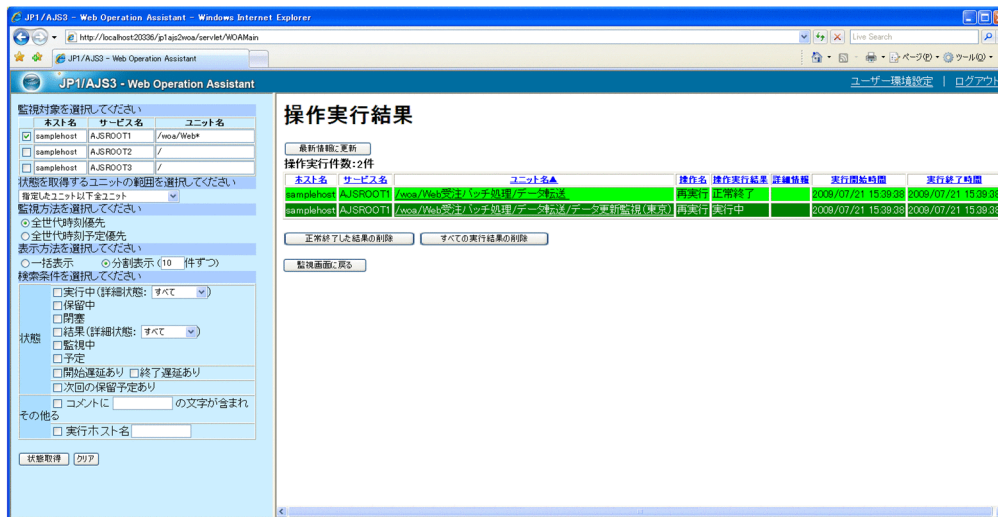 JP1/AJS3 - Web Operation Assistant - Windows Internet Explorer
http://localhost:20336/jp1ajs2woa/servlet/WOAMain
Live Search
JP1/AJS3 - Web Operation Assistant
ページ(P) ツール(O)
JP1/AJS3 - Web Operation Assistant
ユーザー環境設定 | ログアウト
監視対象を選択してください
ホスト名 サービス名 ユニット名
samplehost AJSROOT1 /woa/Web*
samplehost AJSROOT2 /
samplehost AJSROOT3 /
状態を取得するユニットの範囲を選択してください
指定したユニット以下全ユニット
監視方法を選択してください
全世代時刻優先
全世代時刻予定優先
表示方法を選択してください
一括表示 分割表示(10 件ずつ)
検索条件を選択してください
実行中(詳細状態: すべて )
保留中
閉塞
結果(詳細状態: すべて )
状態
監視中
予定
開始遅延あり 終了遅延あり
次回の保留予定あり
コメントに の文字が含まれ
その他る
実行ホスト名
状態取得 クリア
操作実行結果
最新情報に更新
操作実行件数:2件
ホスト名 サービス名 ユニット名▲ 操作名 操作実行結果 詳細情報 実行開始時間 実行終了時間
samplehost AJSROOT1 /woa/Web受注バッチ処理/データ転送 再実行 正常終了 2009/07/21 15:39:38 2009/07/21 15:39:38
samplehost AJSROOT1 /woa/Web受注バッチ処理/データ転送/データ更新監視(東京) 再実行 実行中 2009/07/21 15:39:38 2009/07/21 15:39:38
正常終了した結果の削除 すべての実行結果の削除
監視画面に戻る